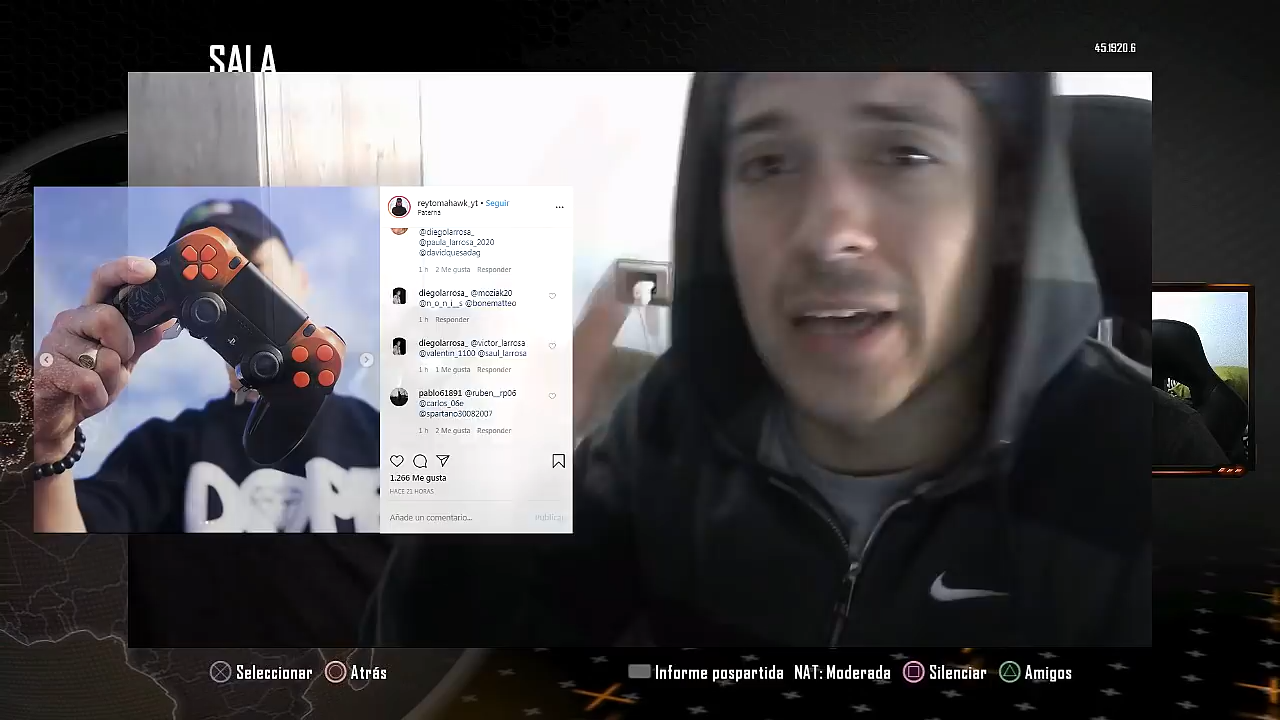 SALA
45.1920.6
reytomahawk_yt • Seguir
Paterna
@diegolarrosa_
@paula_larrosa_2020
@davidquesadag
1 h 2 Me gusta Responder
diegolarrosa_ @moziak20
@n_o_n_i_s @bonematteo
1 h Responder
diegolarrosa_ @victor_larrosa
@valentin_1100 @saul_larrosa
1 h 1 Me gusta Responder
pablo61891 @ruben__rp06
@carlos_06e
@spartano30082007
1 h 2 Me gusta Responder
1.266 Me gusta
HACE 21 HORAS
Añade un comentario...
Publicar
Seleccionar Atrás Informe pospartida NAT: Moderada Silenciar Amigos